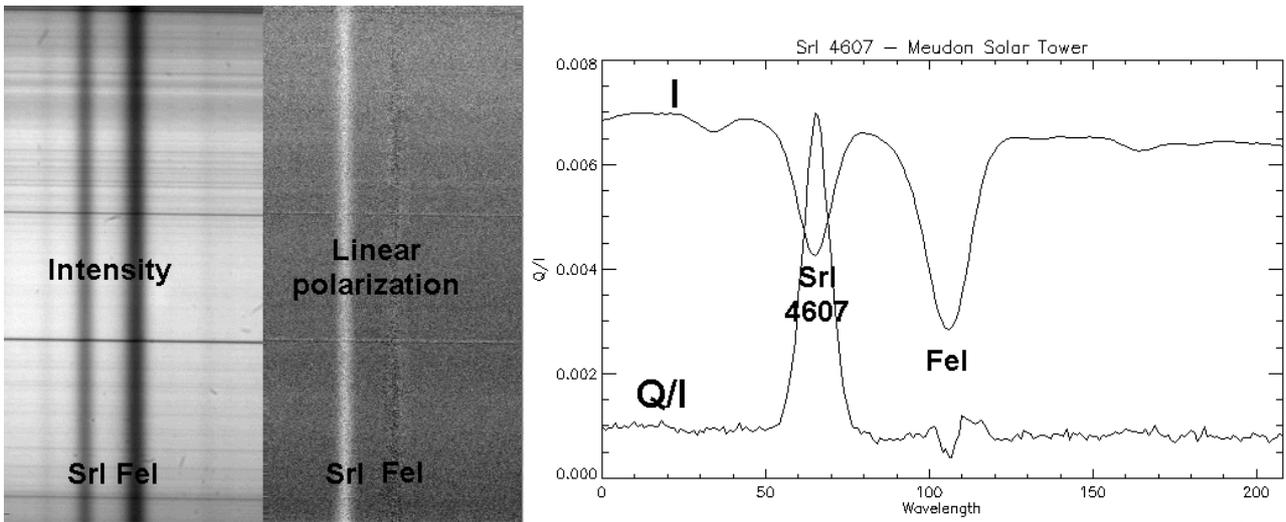 Intensity
SrI FeI
Linear
polarization
SrI FeI
SrI 4607 – Meudon Solar Tower
0.008
0.006
0.004
0.002
0.000
Q/I
I
SrI
4607
FeI
Q/I
0 50 100 150 200
Wavelength